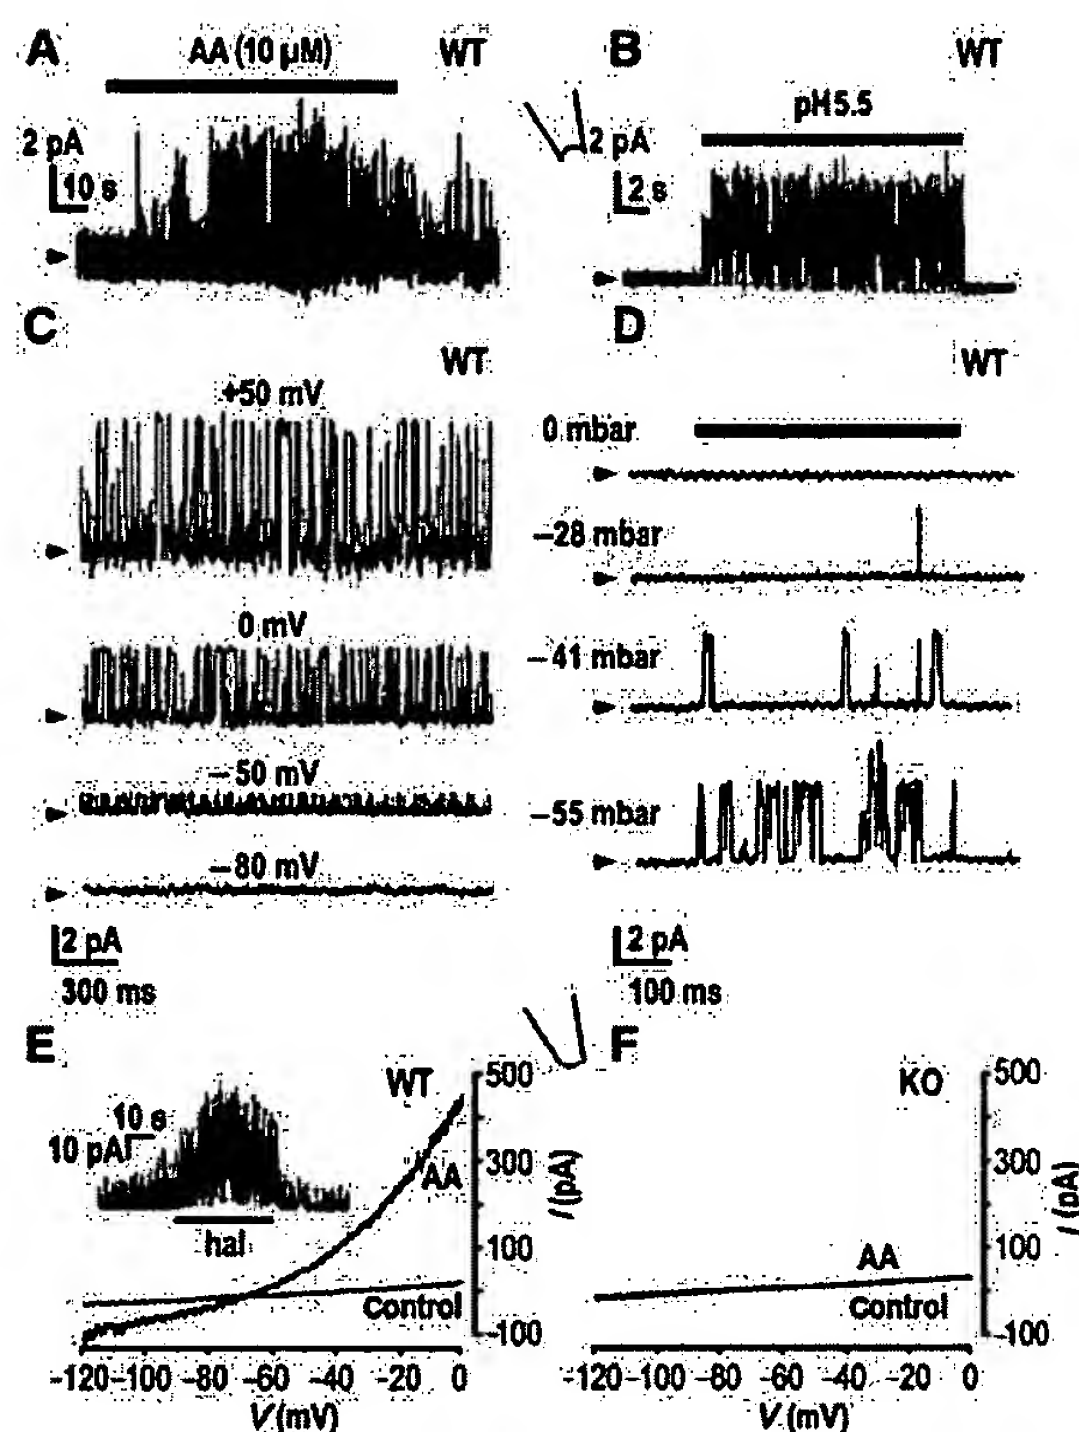 A
AA (10 µM)
WT
2 pA
10 s
B
WT
pH 5.5
2 pA
2 s
C
WT
+50 mV
0 mV
–50 mV
–80 mV
2 pA
300 ms
D
WT
0 mbar
–28 mbar
–41 mbar
–55 mbar
2 pA
100 ms
E
WT
10 s
10 pA
hal
AA
Control
500
300
100
-100
I (pA)
-120 -100 -80 -60 -40 -20 0
V (mV)
F
KO
AA
Control
500
300
100
-100
I (pA)
-120 -100 -80 -60 -40 -20 0
V (mV)